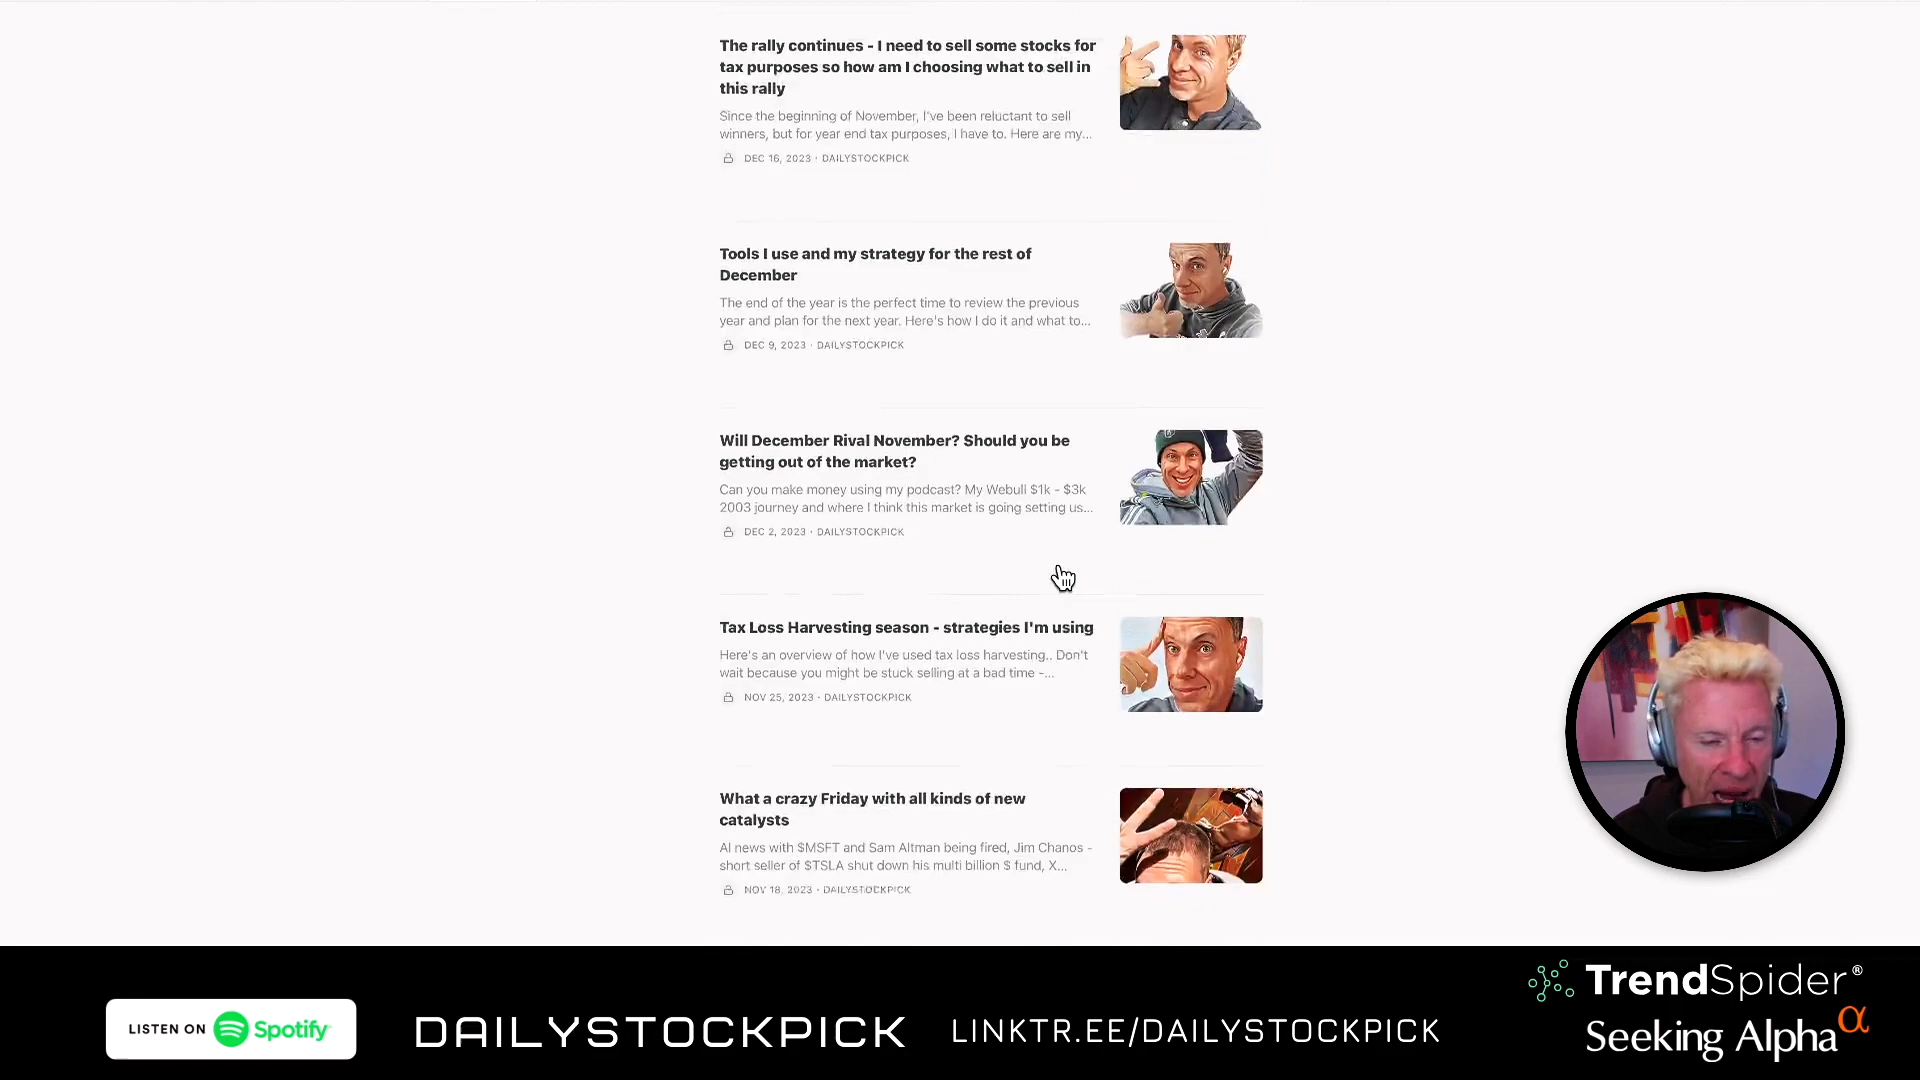 The rally continues - I need to sell some stocks for
tax purposes so how am I choosing what to sell in
this rally
Since the beginning of November, I've been reluctant to sell
winners, but for year end tax purposes, I have to. Here are my...
DEC 16, 2023 · DAILYSTOCKPICK
Tools I use and my strategy for the rest of
December
The end of the year is the perfect time to review the previous
year and plan for the next year. Here's how I do it and what to...
DEC 9, 2023 · DAILYSTOCKPICK
Will December Rival November? Should you be
getting out of the market?
Can you make money using my podcast? My Webull $1k - $3k
2003 journey and where I think this market is going setting us...
DEC 2, 2023 · DAILYSTOCKPICK
Tax Loss Harvesting season - strategies I'm using
Here's an overview of how I've used tax loss harvesting.. Don't
wait because you might be stuck selling at a bad time -...
NOV 25, 2023 · DAILYSTOCKPICK
What a crazy Friday with all kinds of new
catalysts
AI news with $MSFT and Sam Altman being fired, Jim Chanos -
short seller of $TSLA shut down his multi billion $ fund, X...
NOV 18, 2023 · DAILYSTOCKPICK
LISTEN ON Spotify
DAILYSTOCKPICK
LINKTR.EE/DAILYSTOCKPICK
TrendSpider®
Seeking Alpha α